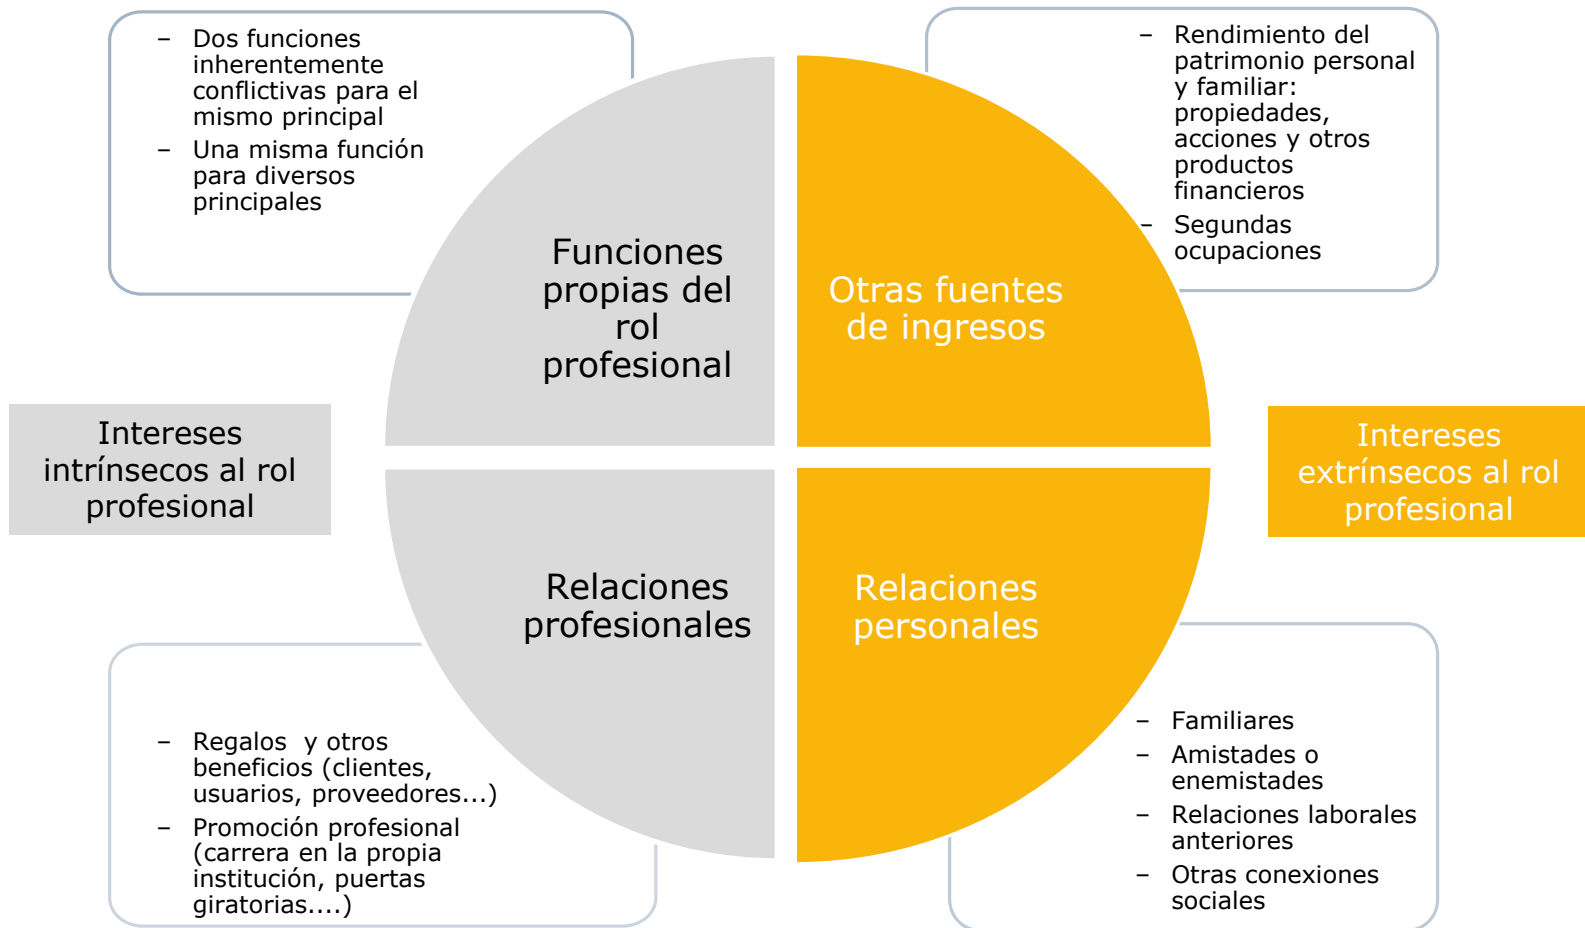 – Dos funciones
inherentemente
conflictivas para el
mismo principal
– Una misma función
para diversos
principales
– Rendimiento del
patrimonio personal
y familiar:
propiedades,
acciones y otros
productos
financieros
– Segundas
ocupaciones
Funciones
propias del
rol
profesional
Otras fuentes
de ingresos
Intereses
intrínsecos al rol
profesional
Intereses
extrínsecos al rol
profesional
Relaciones
profesionales
Relaciones
personales
– Regalos  y otros
beneficios (clientes,
usuarios, proveedores...)
– Promoción profesional
(carrera en la propia
institución, puertas
giratorias....)
– Familiares
– Amistades o
enemistades
– Relaciones laborales
anteriores
– Otras conexiones
sociales